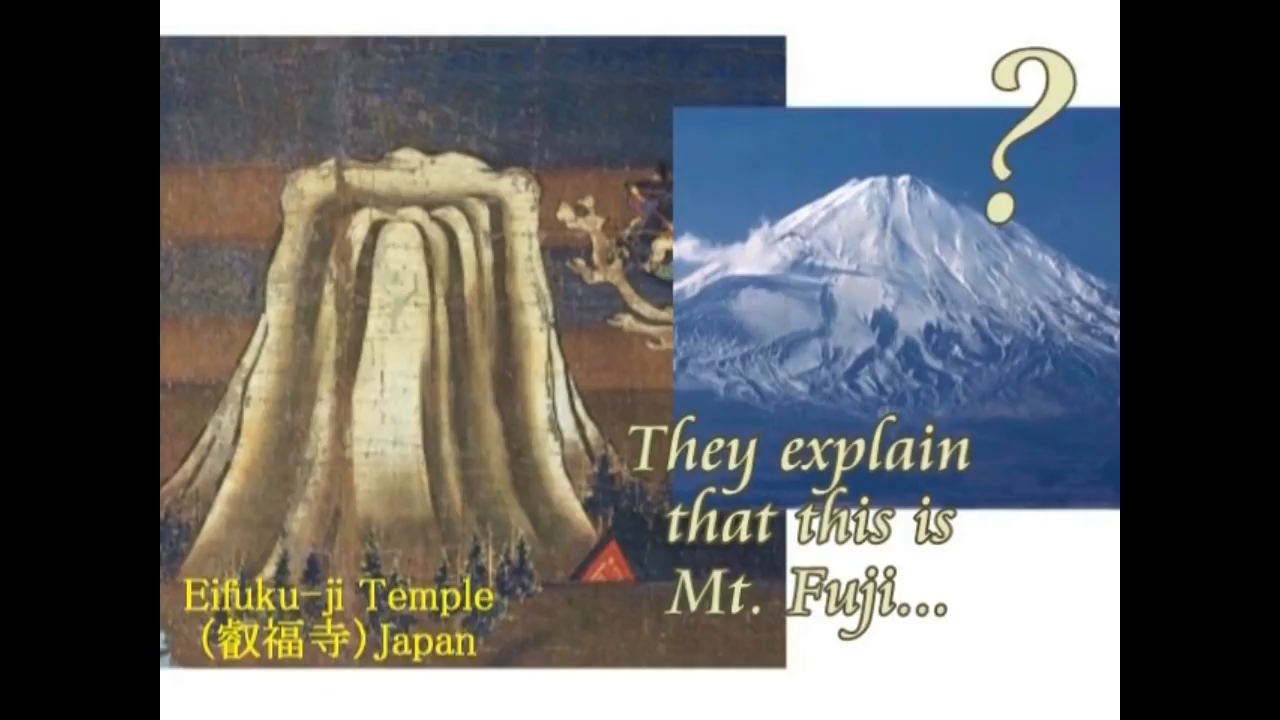 ?
They explain
that this is
Mt. Fuji...
Eifuku-ji Temple
(叡福寺)Japan